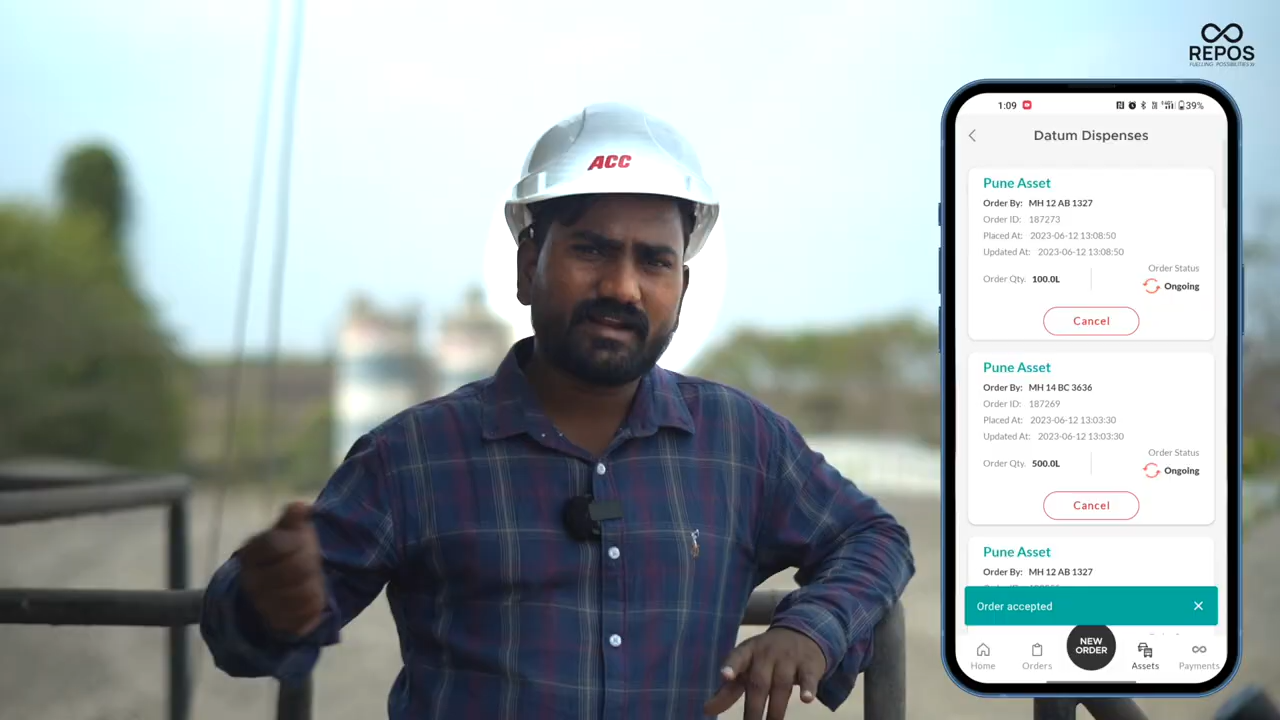 REPOS
FUELLING POSSIBILITIES
ACC
1:09
39%
Datum Dispenses
Pune Asset
Order By: MH 12 AB 1327
Order ID: 187273
Placed At: 2023-06-12 13:08:50
Updated At: 2023-06-12 13:08:50
Order Status
Order Qty. 100.0L
Ongoing
Cancel
Pune Asset
Order By: MH 14 BC 3636
Order ID: 187269
Placed At: 2023-06-12 13:03:30
Updated At: 2023-06-12 13:03:30
Order Status
Order Qty. 500.0L
Ongoing
Cancel
Pune Asset
Order By: MH 12 AB 1327
Order accepted
NEW ORDER
Home Orders Assets Payments